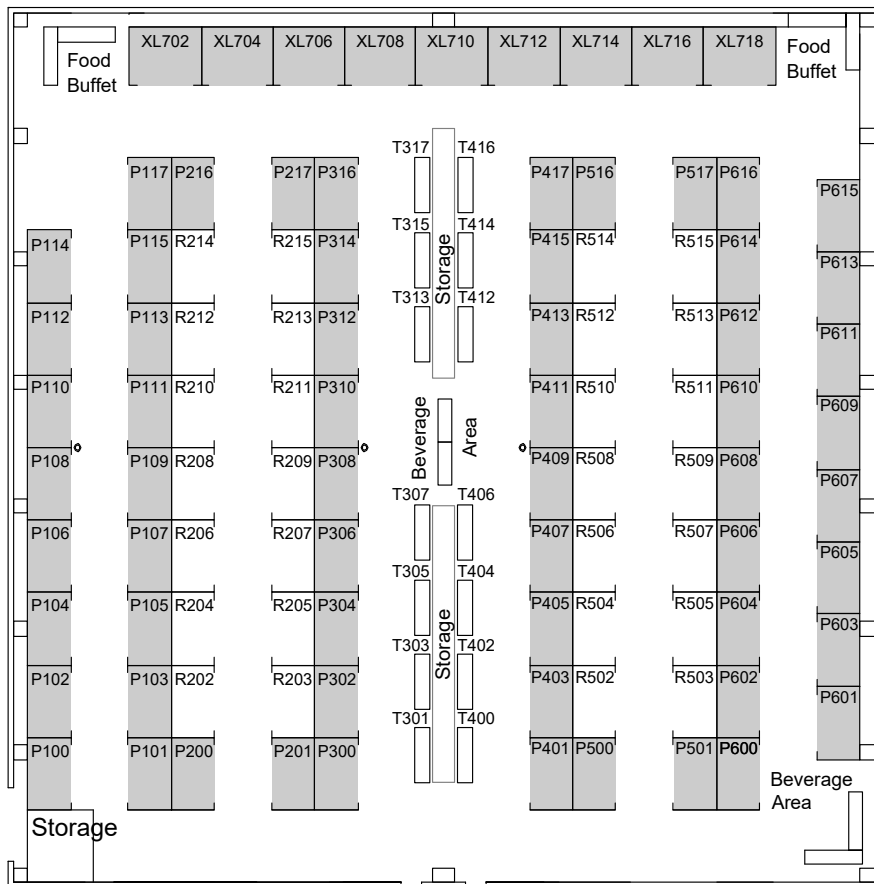 XL702 XL704 XL706 XL708 XL710 XL712 XL714 XL716 XL718
Food
Buffet
Food
Buffet
T317 T416
P117 P216 P217 P316 P417 P516 P517 P616
P615
T315 T414
P114 P115 R214 R215 P314 P415 R514 R515 P614
Storage
P613
T313 T412
P112 P113 R212 R213 P312 P413 R512 R513 P612
P611
P110 P111 R210 R211 P310 P411 R510 R511 P610
P609
Beverage
Area
P108 P109 R208 R209 P308 P409 R508 R509 P608
P607
T307 T406
P106 P107 R206 R207 P306 P407 R506 R507 P606
P605
T305 T404
P104 P105 R204 R205 P304 P405 R504 R505 P604
P603
Storage
T303 T402
P102 P103 R202 R203 P302 P403 R502 R503 P602
P601
T301 T400
P100 P101 P200 P201 P300 P401 P500 P501 P600
Beverage
Area
Storage